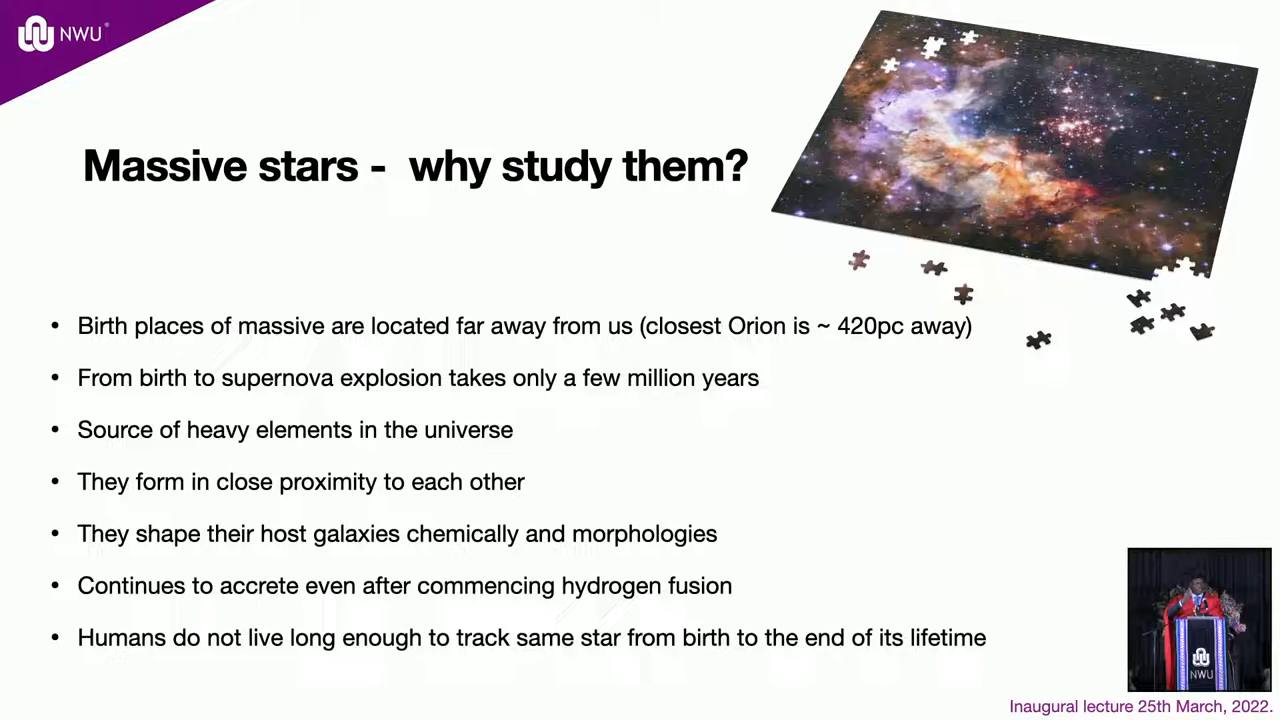 NWU®
Massive stars -  why study them?
• Birth places of massive are located far away from us (closest Orion is ~ 420pc away)
• From birth to supernova explosion takes only a few million years
• Source of heavy elements in the universe
• They form in close proximity to each other
• They shape their host galaxies chemically and morphologies
• Continues to accrete even after commencing hydrogen fusion
• Humans do not live long enough to track same star from birth to the end of its lifetime
NWU
Inaugural lecture 25th March, 2022.